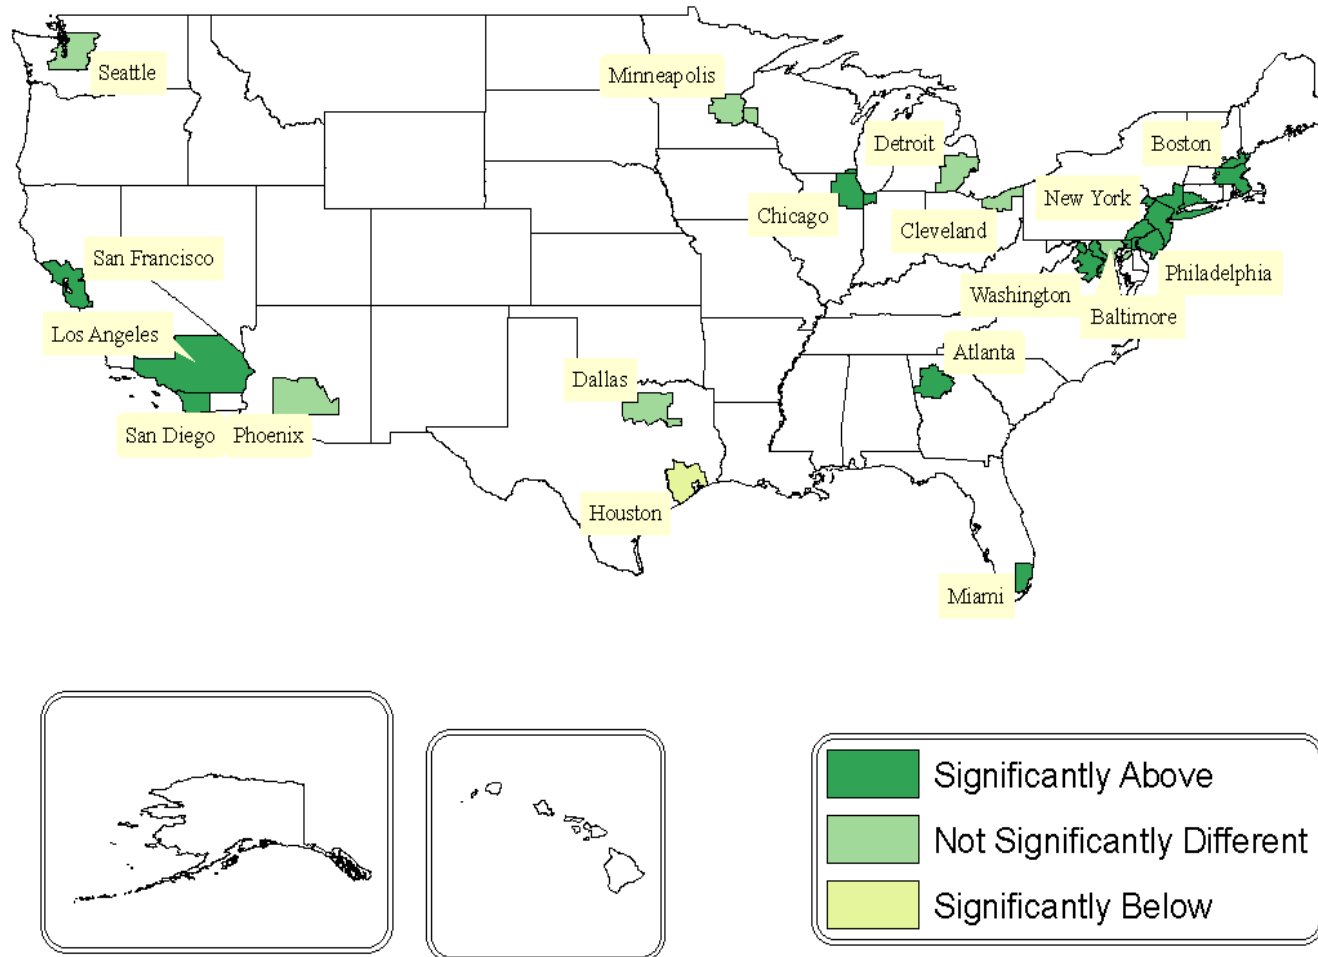 Seattle
Minneapolis
Detroit
Boston
New York
Chicago
Cleveland
San Francisco
Philadelphia
Washington
Baltimore
Los Angeles
Atlanta
Dallas
San Diego
Phoenix
Houston
Miami
Significantly Above
Not Significantly Different
Significantly Below